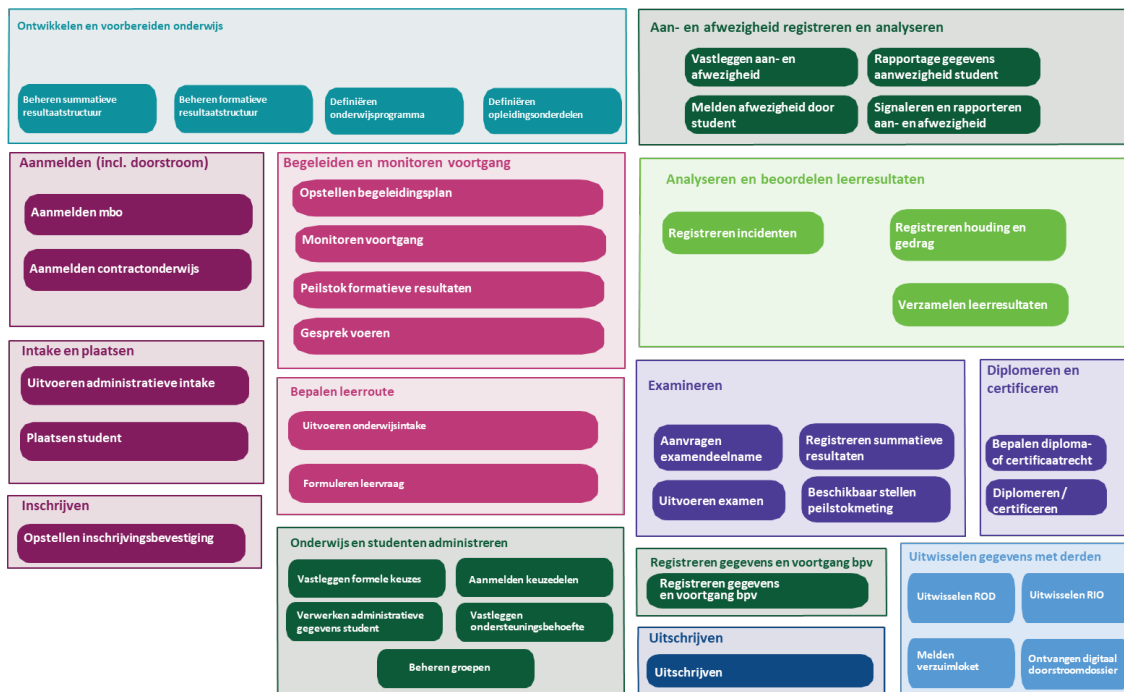 Ontwikkelen en voorbereiden onderwijs
Beheren summatieve
resultaatstructuur
Beheren formatieve
resultaatstructuur
Definiëren
onderwijsprogramma
Definiëren
opleidingsonderdelen
Aan- en afwezigheid registreren en analyseren
Vastleggen aan- en
afwezigheid
Rapportage gegevens
aanwezigheid student
Melden afwezigheid door
student
Signaleren en rapporteren
aan- en afwezigheid
Aanmelden (incl. doorstroom)
Aanmelden mbo
Aanmelden contractonderwijs
Begeleiden en monitoren voortgang
Opstellen begeleidingsplan
Monitoren voortgang
Peilstok formatieve resultaten
Gesprek voeren
Analyseren en beoordelen leerresultaten
Registreren incidenten
Registreren houding en
gedrag
Verzamelen leerresultaten
Intake en plaatsen
Uitvoeren administratieve intake
Plaatsen student
Bepalen leerroute
Uitvoeren onderwijsintake
Formuleren leervraag
Examineren
Aanvragen
examendeelname
Registreren summatieve
resultaten
Uitvoeren examen
Beschikbaar stellen
peilstokmeting
Diplomeren en
certificeren
Bepalen diploma-
of certificaatrecht
Diplomeren /
certificeren
Inschrijven
Opstellen inschrijvingsbevestiging
Onderwijs en studenten administreren
Vastleggen formele keuzes
Aanmelden keuzedelen
Verwerken administratieve
gegevens student
Vastleggen
ondersteuningsbehoefte
Beheren groepen
Registreren gegevens en voortgang bpv
Registreren gegevens
en voortgang bpv
Uitschrijven
Uitschrijven
Uitwisselen gegevens met derden
Uitwisselen ROD
Uitwisselen RIO
Melden
verzuimloket
Ontvangen digitaal
doorstroomdossier